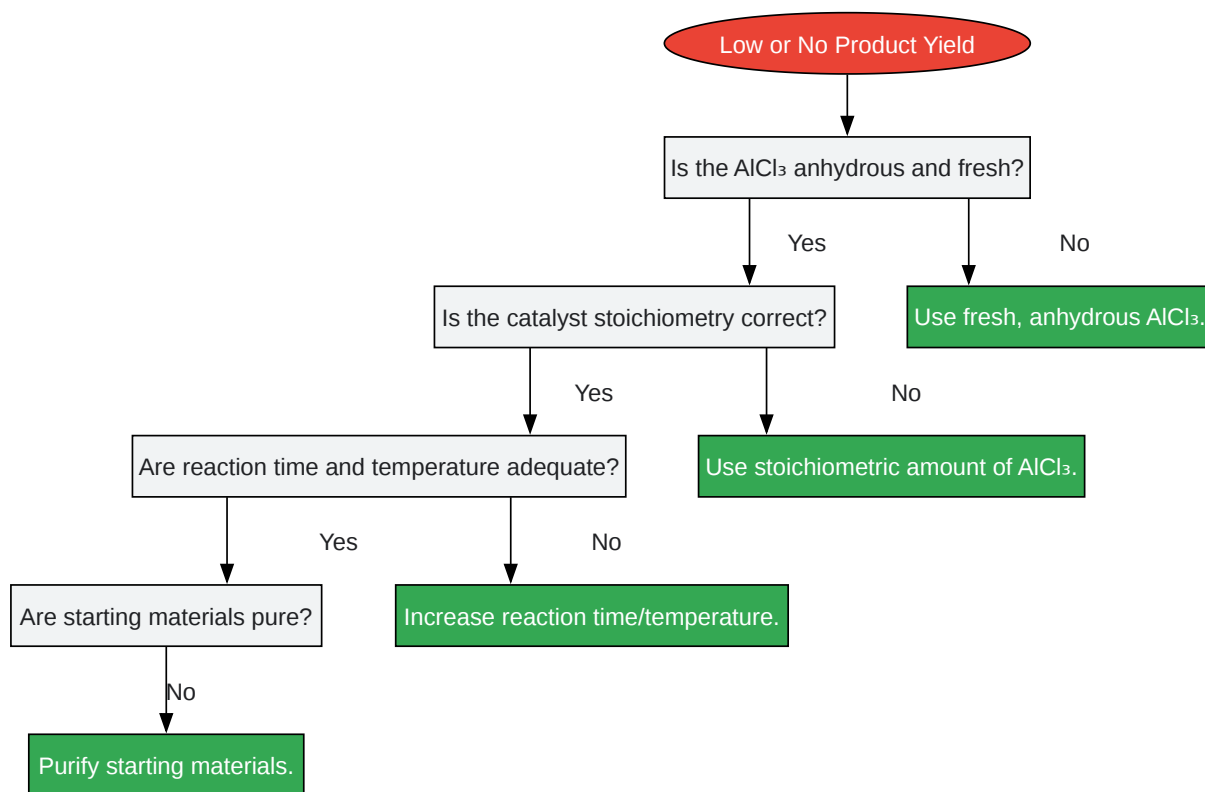 Low or No Product Yield
Is the AlCl₃ anhydrous and fresh?
Yes
No
Is the catalyst stoichiometry correct?
Use fresh, anhydrous AlCl₃.
Yes
No
Are reaction time and temperature adequate?
Use stoichiometric amount of AlCl₃.
Yes
No
Are starting materials pure?
Increase reaction time/temperature.
No
Purify starting materials.